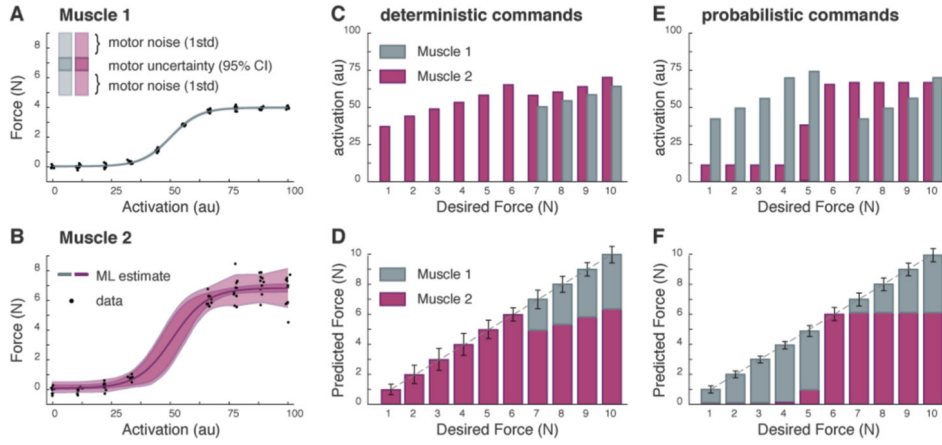 A Muscle 1
motor noise (1std)
motor uncertainty (95% CI)
motor noise (1std)
Force (N)
8
6
4
2
0
0 25 50 75 100
Activation (au)
B Muscle 2
ML estimate
data
Force (N)
8
6
4
2
0
0 25 50 75 100
Activation (au)
C deterministic commands
Muscle 1
Muscle 2
activation (au)
100
75
50
25
0
1 2 3 4 5 6 7 8 9 10
Desired Force (N)
D
Muscle 1
Muscle 2
Predicted Force (N)
10
8
6
4
2
0
1 2 3 4 5 6 7 8 9 10
Desired Force (N)
E probabilistic commands
activation (au)
100
75
50
25
0
1 2 3 4 5 6 7 8 9 10
Desired Force (N)
F
Predicted Force (N)
10
8
6
4
2
0
1 2 3 4 5 6 7 8 9 10
Desired Force (N)